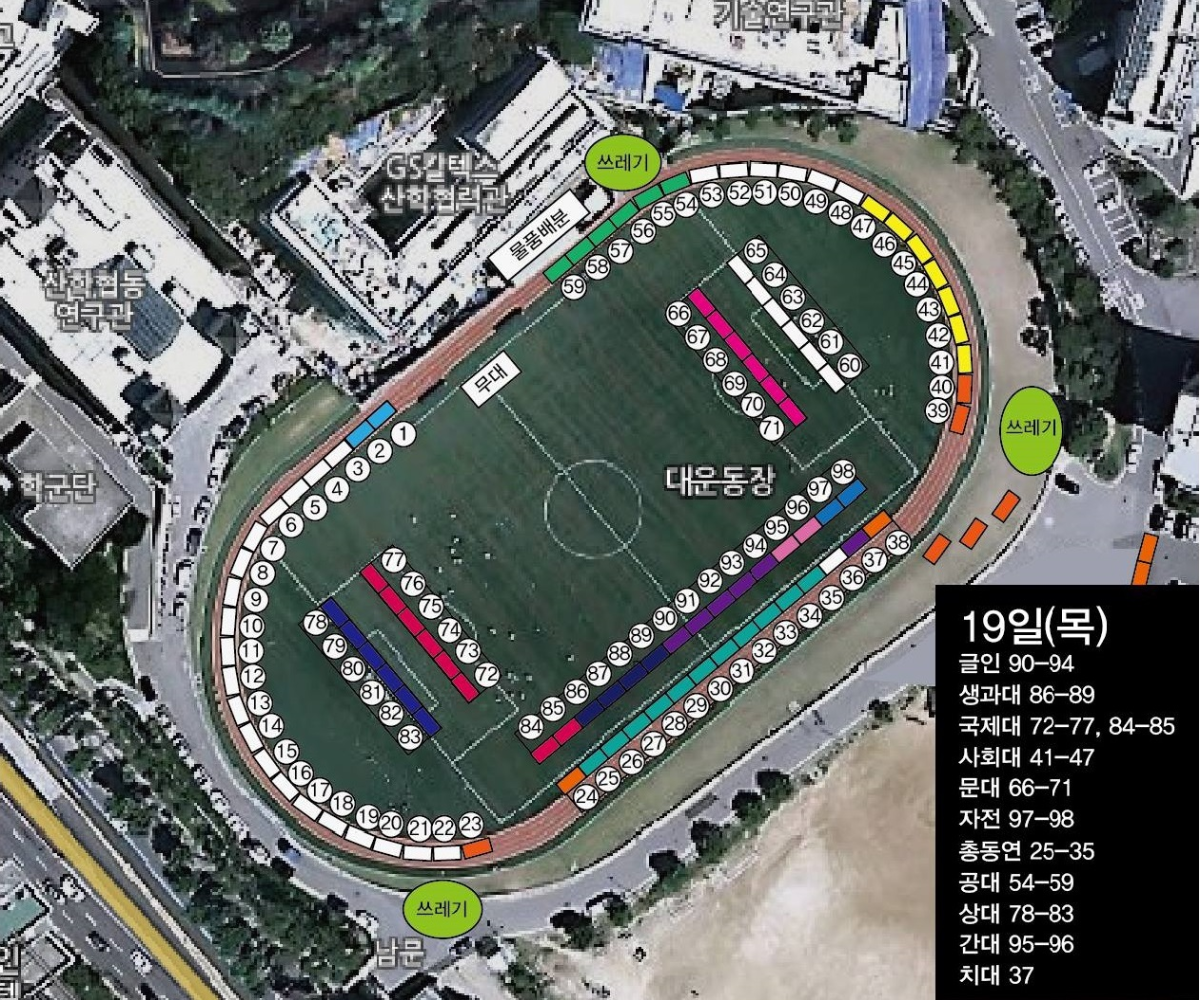 기술연구관
쓰레기
GS칼텍스
산학협력관
물품배분
산학협동
연구관
무대
학군단
대운동장
쓰레기
쓰레기
남문
53 52 51 50 49 48 47 46 45 44 43 42 41 40 39
54 55 56 57 58 59
65 64 63 62 61 60
66 67 68 69 70 71
1 2 3 4 5 6 7 8 9 10 11 12 13 14 15 16 17 18 19 20 21 22 23
77 76 75 74 73 72
78 79 80 81 82 83
98 97 96 95 94 93 92 91 90 89 88 87 86 85 84
38 37 36 35 34 33 32 31 30 29 28 27 26 25 24
19일(목)
글인 90–94
생과대 86–89
국제대 72–77, 84–85
사회대 41–47
문대 66–71
자전 97–98
총동연 25–35
공대 54–59
상대 78–83
간대 95–96
치대 37